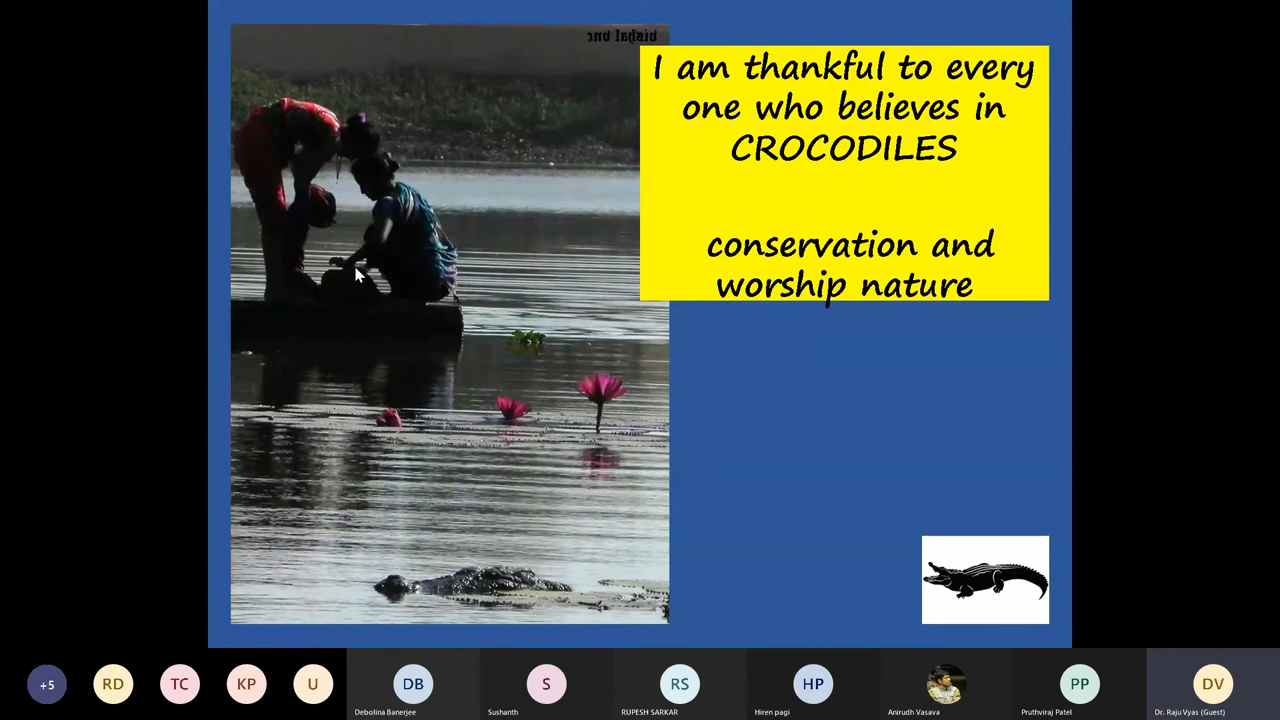 I am thankful to every
one who believes in
CROCODILES
conservation and
worship nature
+5
RD
TC
KP
U
DB
S
RS
HP
PP
DV
Debolina Banerjee
Sushanth
RUPESH SARKAR
Hiren pagi
Anirudh Vasava
Pruthviraj Patel
Dr. Raju Vyas (Guest)